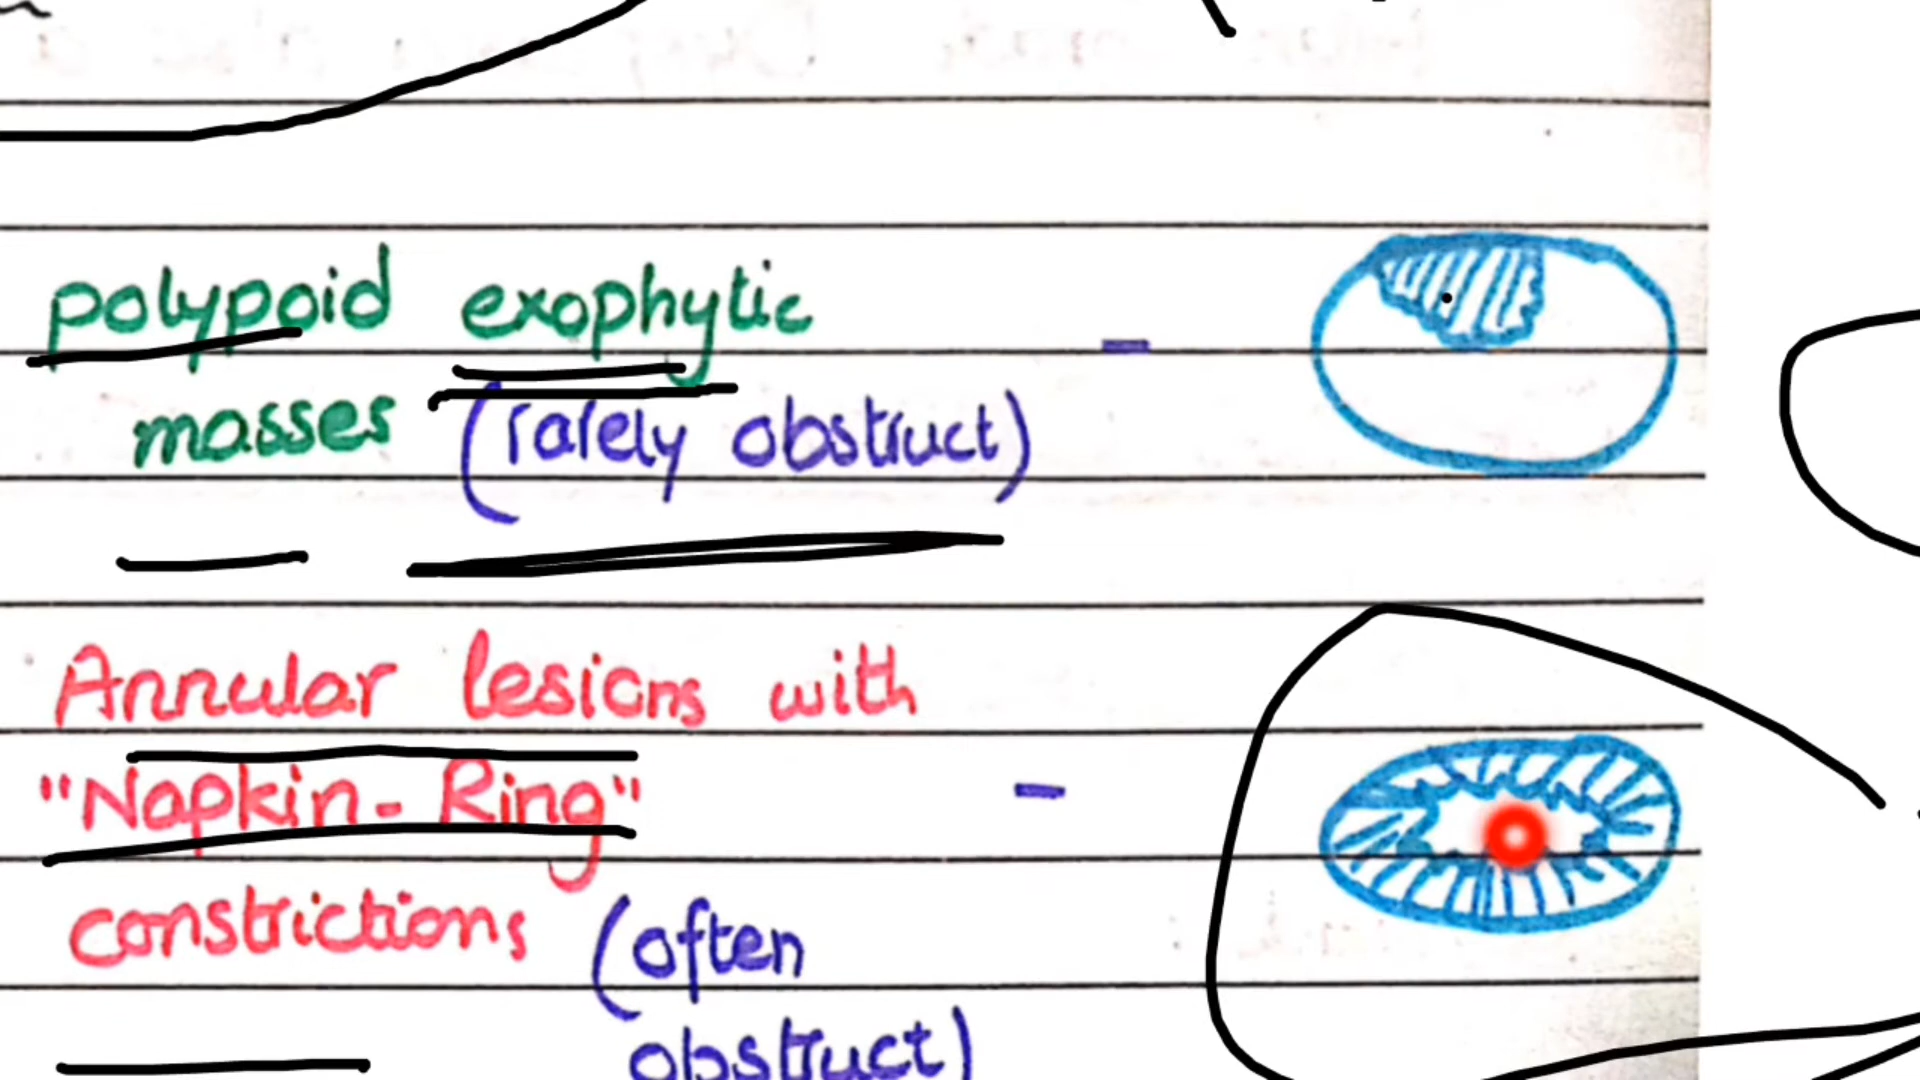 polypoid exophytic
masses (rarely obstruct)
Annular lesions with
"Napkin-Ring"
constrictions (often
obstruct)